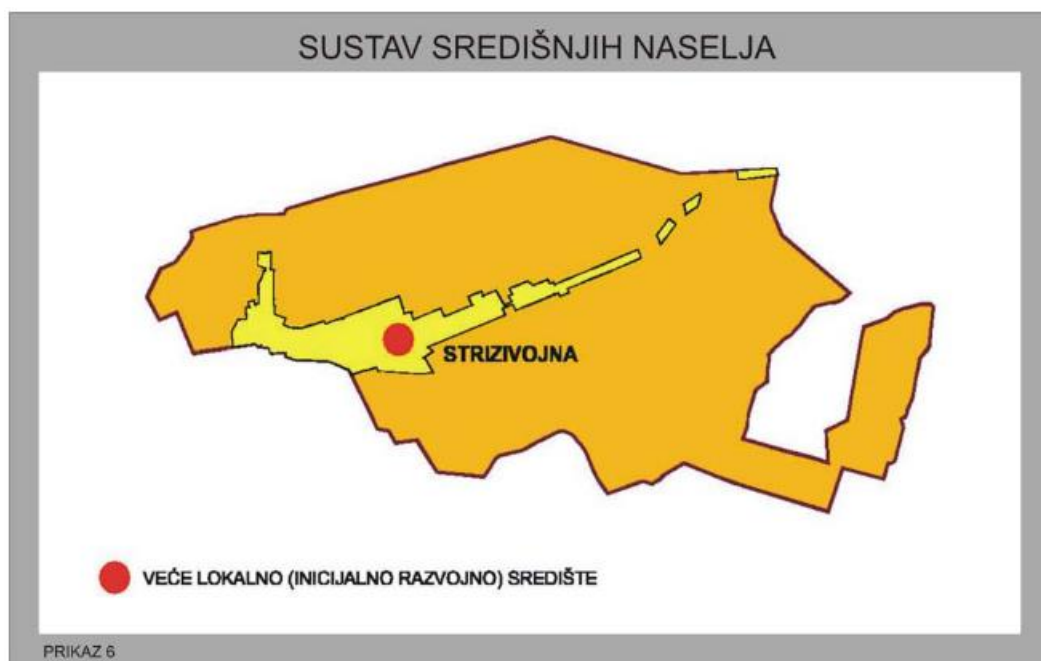 SUSTAV SREDIŠNJIH NASELJA
STRIZIVOJNA
VEĆE LOKALNO (INICIJALNO RAZVOJNO) SREDIŠTE
PRIKAZ 6